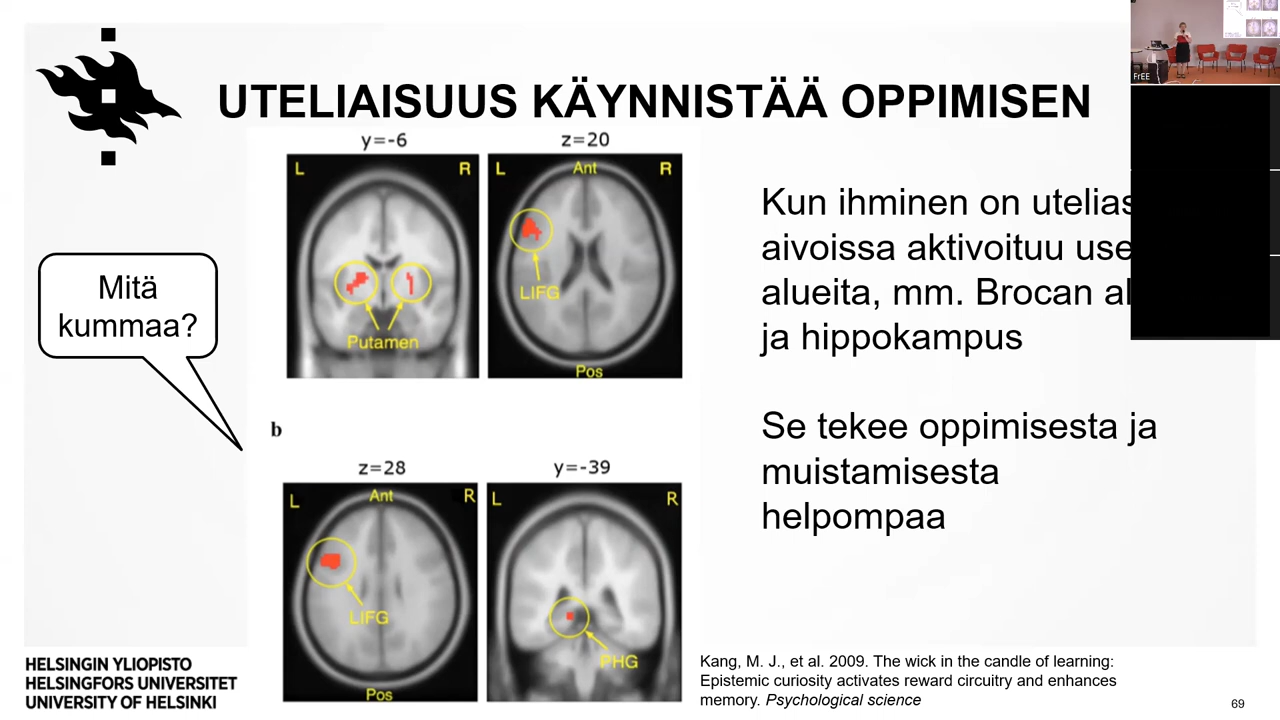 UTELIAISUUS KÄYNNISTÄÄ OPPIMISEN
y=-6
z=20
L
R
L
Ant
R
LIFG
Putamen
Pos
Mitä
kummaa?
b
z=28
y=-39
L
Ant
R
L
R
LIFG
PHG
Pos
Kun ihminen on utelias
aivoissa aktivoituu
alueita, mm. Brocan
ja hippokampus
Se tekee oppimisesta ja
muistamisesta
helpompaa
HELSINGIN YLIOPISTO
HELSINGFORS UNIVERSITET
UNIVERSITY OF HELSINKI
Kang, M. J., et al. 2009. The wick in the candle of learning:
Epistemic curiosity activates reward circuitry and enhances
memory. Psychological science
69
FrEE